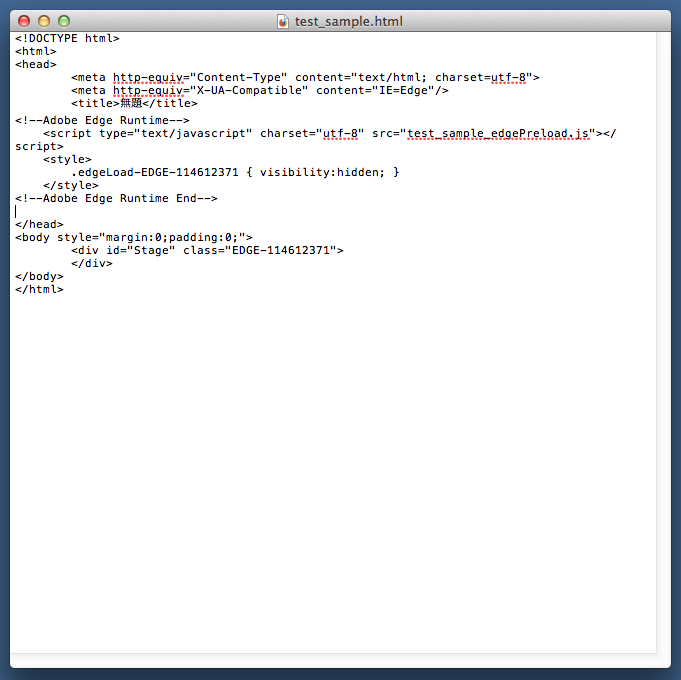 test_sample.html
<!DOCTYPE html>
<html>
<head>
        <meta http-equiv="Content-Type" content="text/html; charset=utf-8">
        <meta http-equiv="X-UA-Compatible" content="IE=Edge"/>
        <title>無題</title>
<!--Adobe Edge Runtime-->
    <script type="text/javascript" charset="utf-8" src="test_sample_edgePreload.js"></
script>
    <style>
        .edgeLoad-EDGE-114612371 { visibility:hidden; }
    </style>
<!--Adobe Edge Runtime End-->
</head>
<body style="margin:0;padding:0;">
        <div id="Stage" class="EDGE-114612371">
        </div>
</body>
</html>